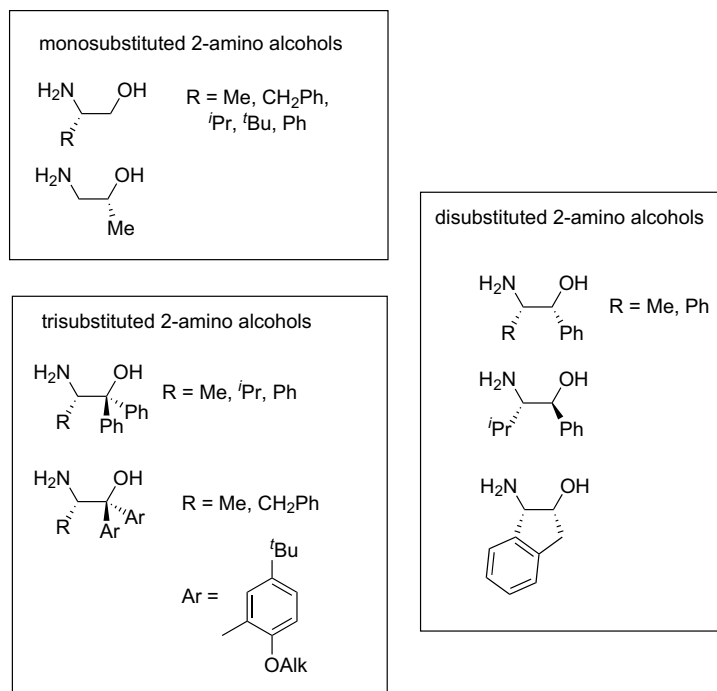 monosubstituted 2-amino alcohols
H₂N OH
R
R = Me, CH₂Ph,
ⁱPr, ᵗBu, Ph
H₂N OH
Me
trisubstituted 2-amino alcohols
H₂N OH
R Ph Ph
R = Me, ⁱPr, Ph
H₂N OH
R Ar Ar
R = Me, CH₂Ph
Ar =
ᵗBu
OAlk
disubstituted 2-amino alcohols
H₂N OH
R Ph
R = Me, Ph
H₂N OH
ⁱPr Ph
H₂N OH